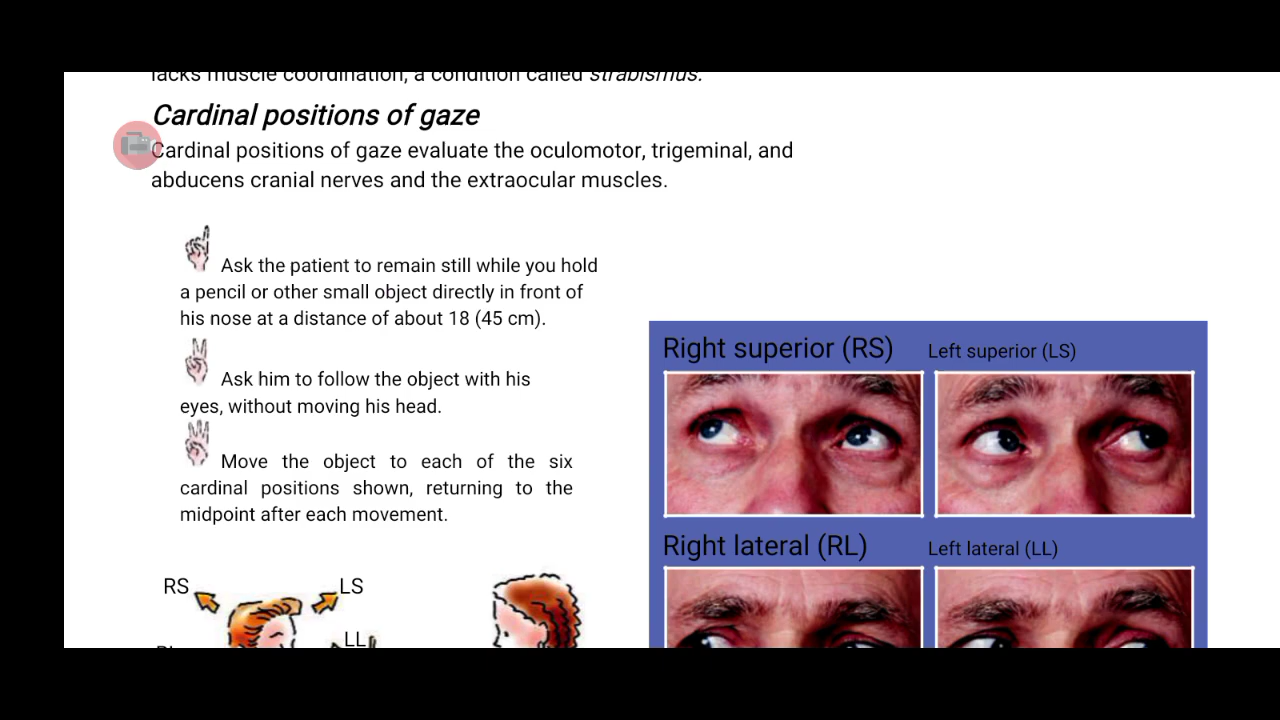 lacks muscle coordination, a condition called strabismus.
Cardinal positions of gaze
Cardinal positions of gaze evaluate the oculomotor, trigeminal, and
abducens cranial nerves and the extraocular muscles.
Ask the patient to remain still while you hold
a pencil or other small object directly in front of
his nose at a distance of about 18 (45 cm).
Ask him to follow the object with his
eyes, without moving his head.
Move the object to each of the six
cardinal positions shown, returning to the
midpoint after each movement.
RS
LS
LL
Right superior (RS)
Left superior (LS)
Right lateral (RL)
Left lateral (LL)